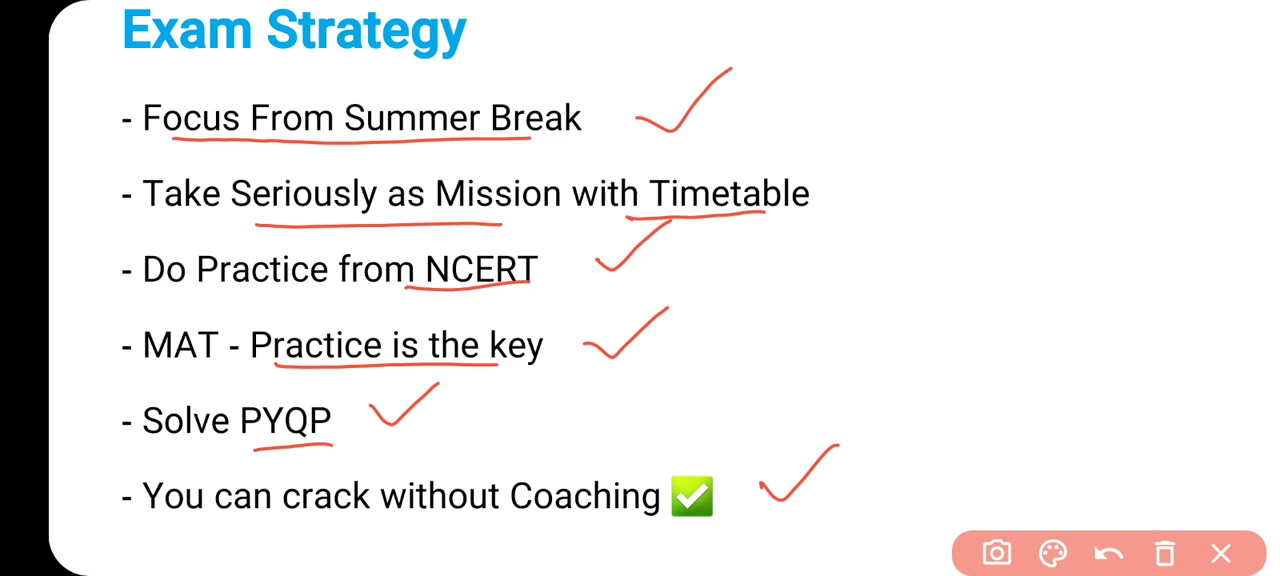 Exam Strategy
- Focus From Summer Break
- Take Seriously as Mission with Timetable
- Do Practice from NCERT
- MAT - Practice is the key
- Solve PYQP
- You can crack without Coaching ✅